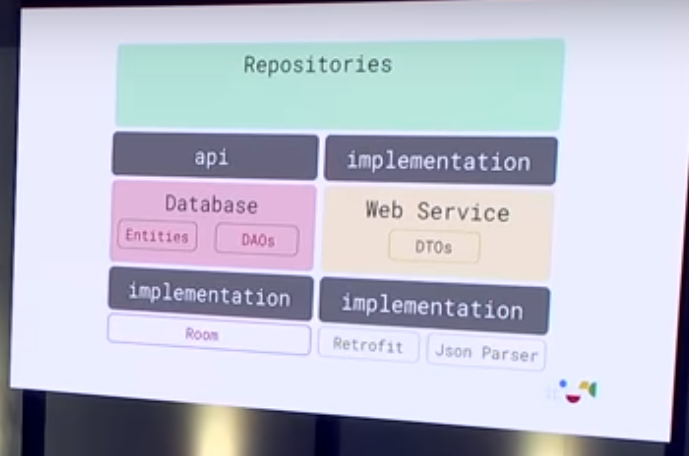 Repositories
api
implementation
Database
Web Service
Entities
DAOs
DTOs
implementation
implementation
Room
Retrofit
Json Parser